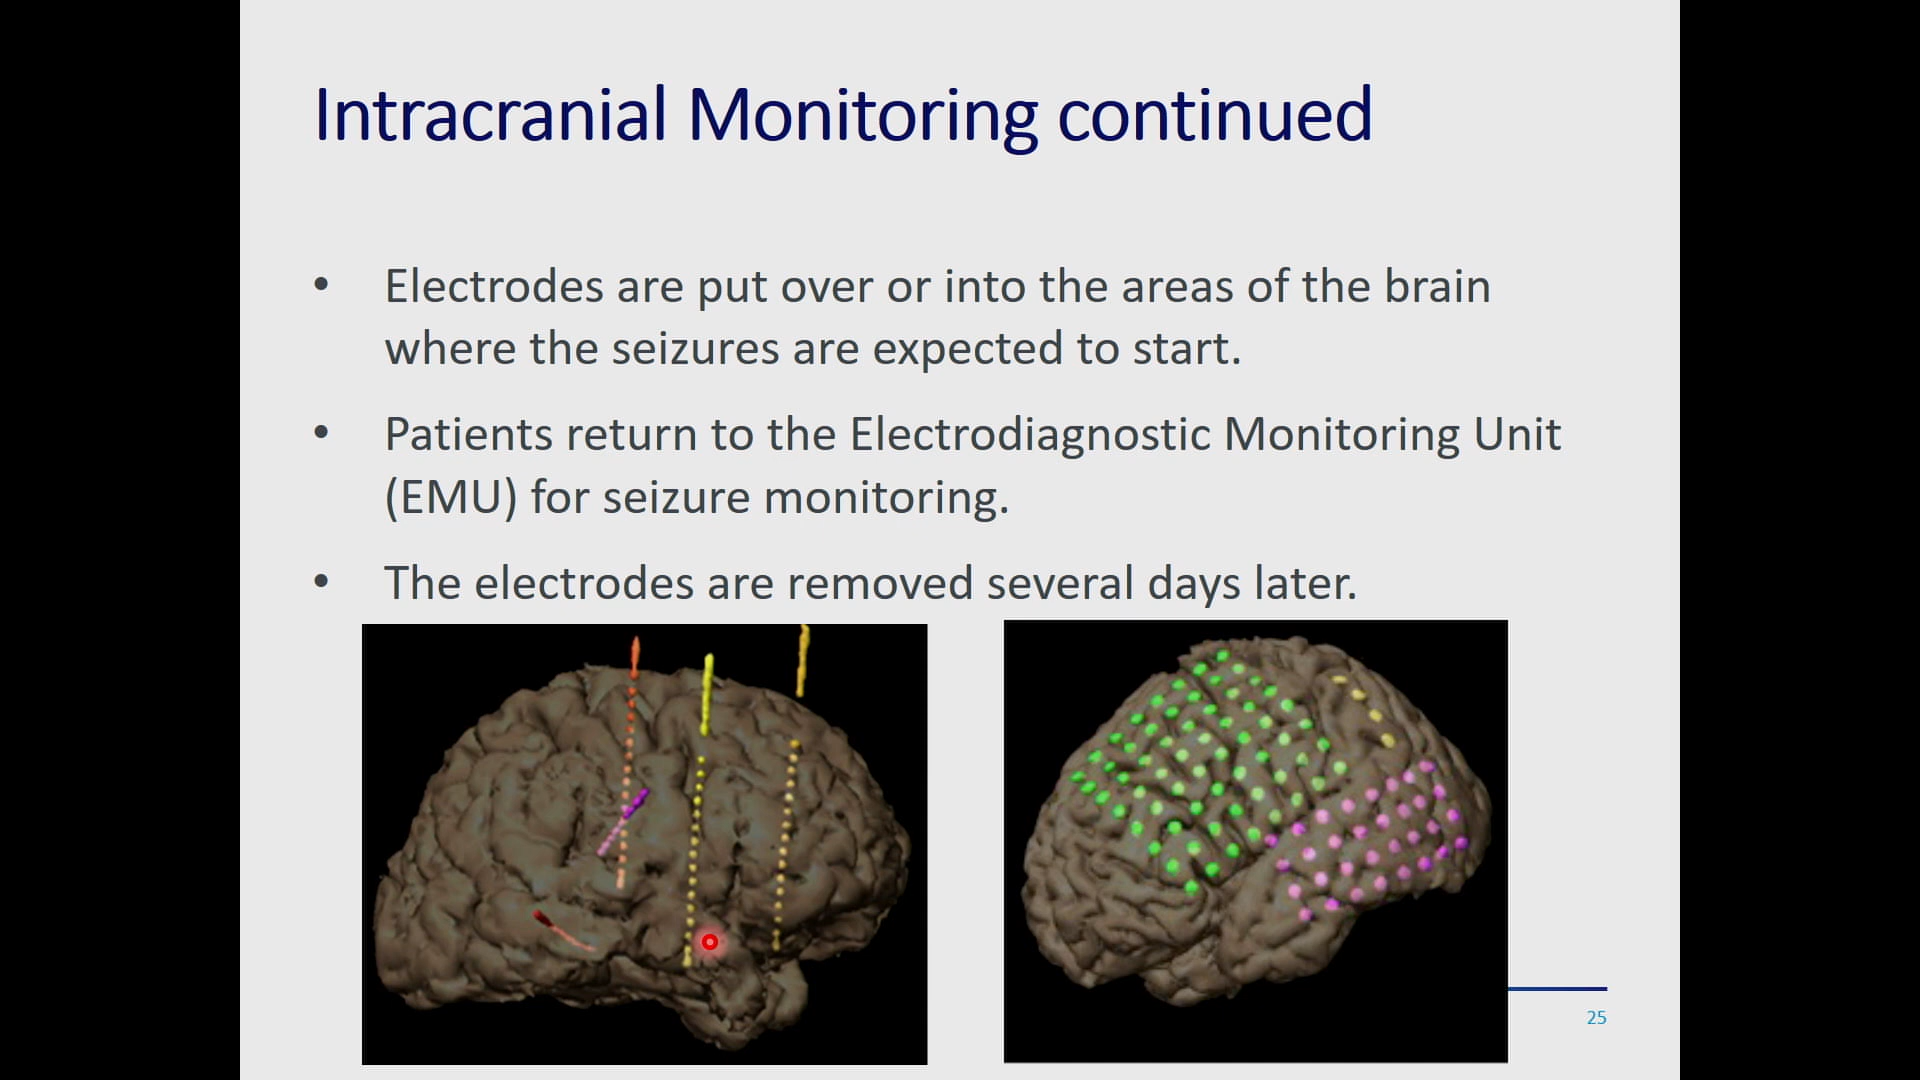 Intracranial Monitoring continued
• Electrodes are put over or into the areas of the brain
where the seizures are expected to start.
• Patients return to the Electrodiagnostic Monitoring Unit
(EMU) for seizure monitoring.
• The electrodes are removed several days later.
25